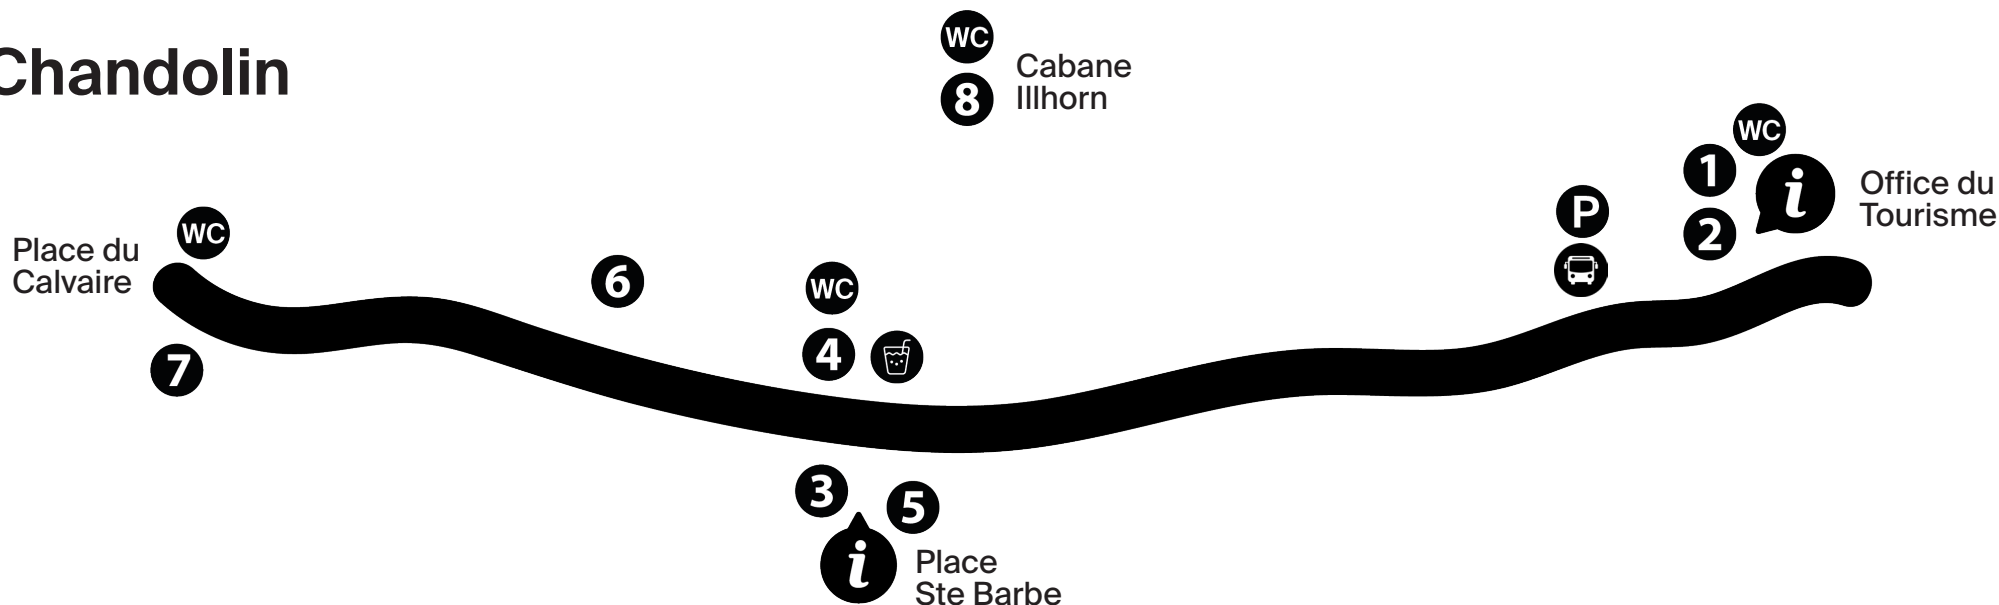 Chandolin
WC
8
Cabane
Illhorn
WC
1
2
i
Office du
Tourisme
P
Place du
Calvaire
WC
7
6
WC
4
3
5
i
Place
Ste Barbe